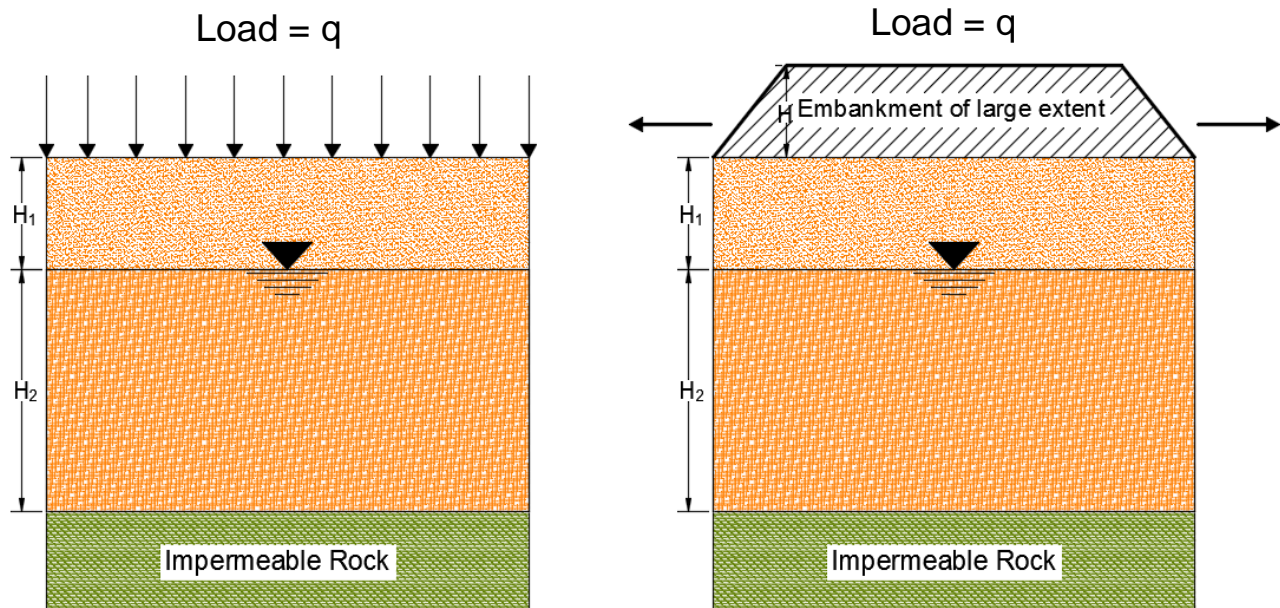 Load = q
H₁
H₂
Impermeable Rock
Load = q
H
Embankment of large extent
H₁
H₂
Impermeable Rock